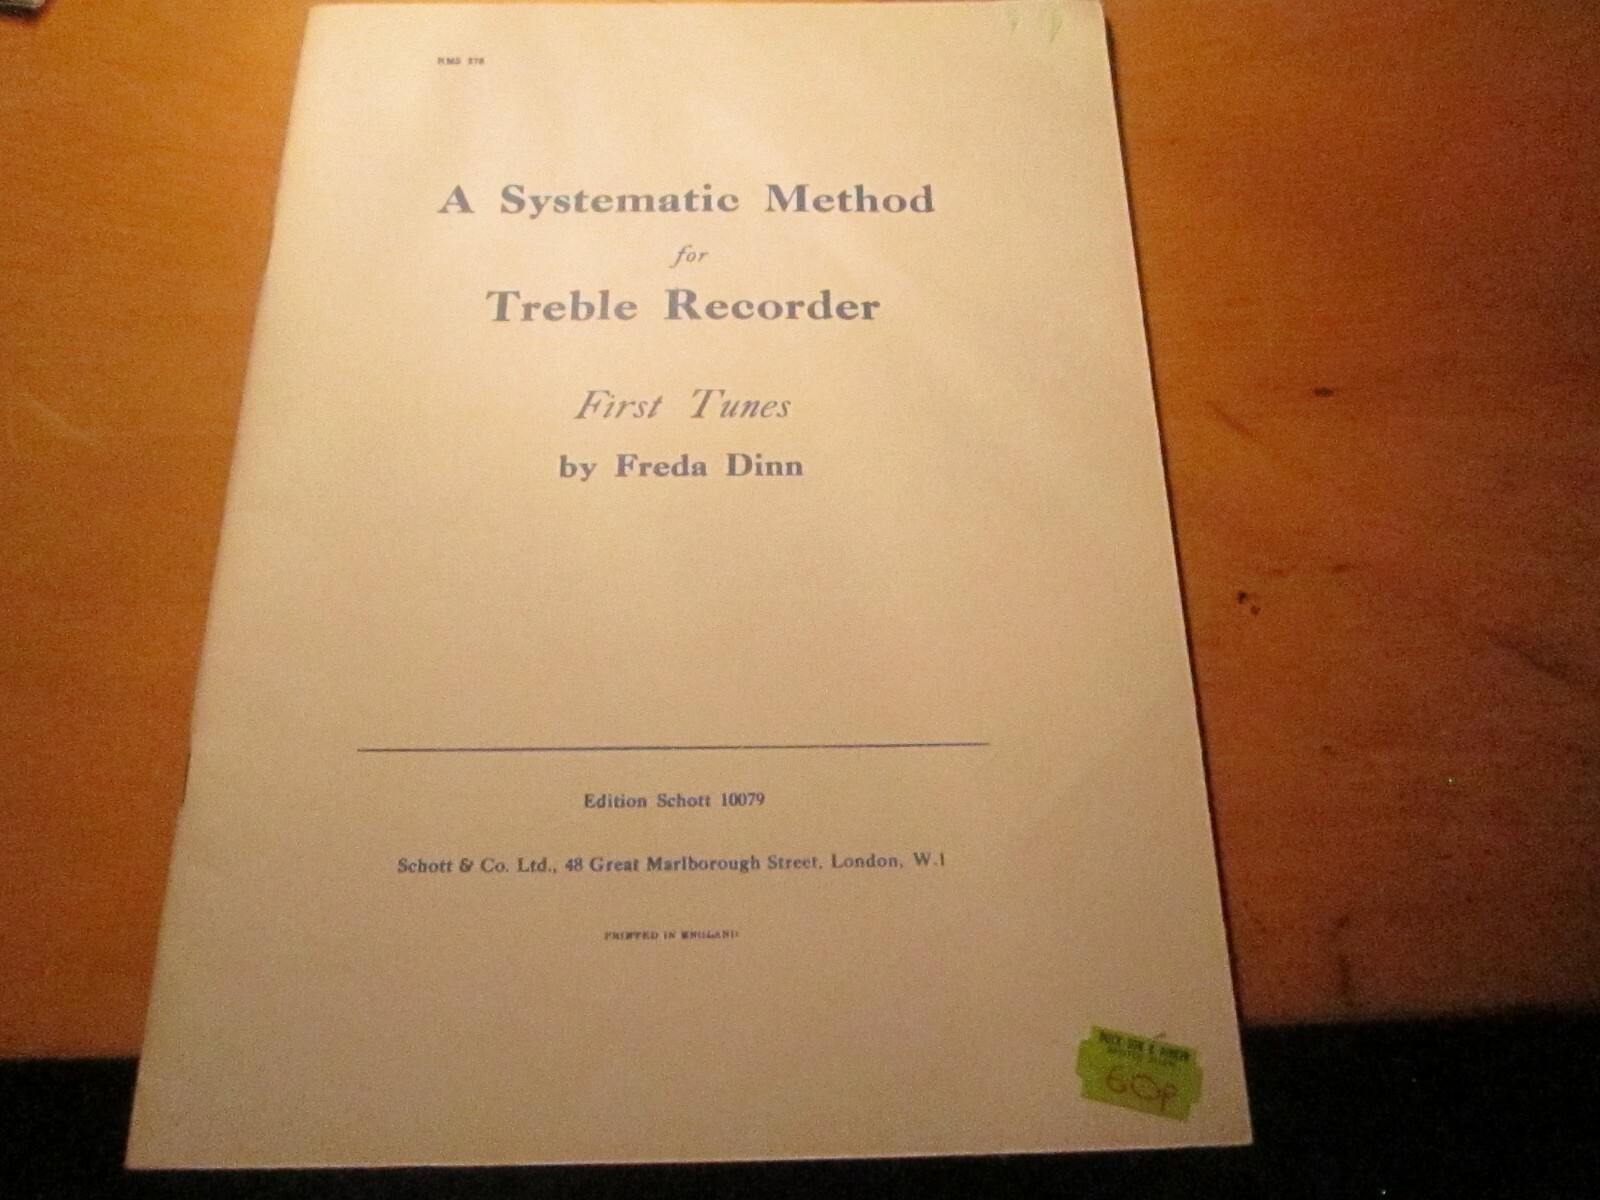 RMS 278
A Systematic Method
for
Treble Recorder
First Tunes
by Freda Dinn
Edition Schott 10079
Schott & Co. Ltd., 48 Great Marlborough Street, London, W.1
PRINTED IN ENGLAND
60p